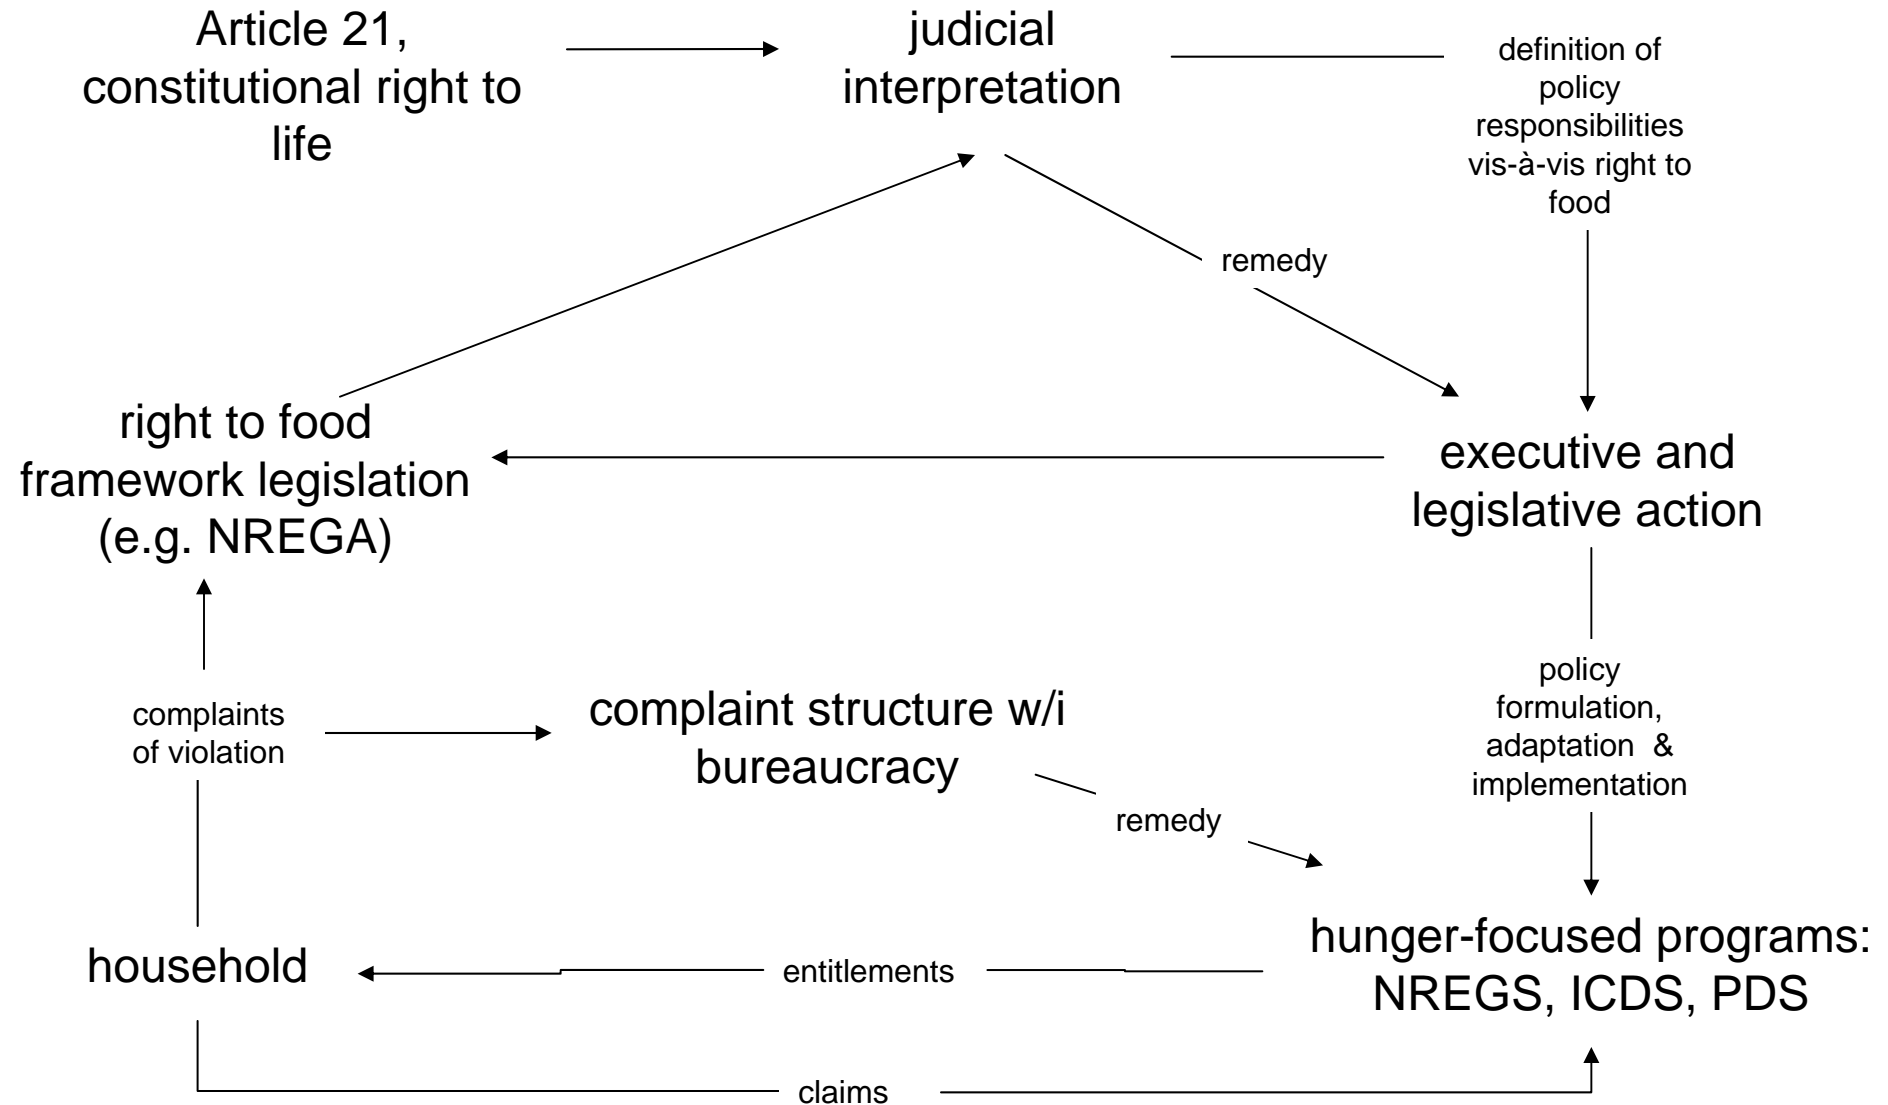 Article 21,
constitutional right to
life
judicial
interpretation
definition of
policy
responsibilities
vis-à-vis right to
food
remedy
right to food
framework legislation
(e.g. NREGA)
executive and
legislative action
complaints
of violation
complaint structure w/i
bureaucracy
policy
formulation,
adaptation &
implementation
remedy
household
entitlements
hunger-focused programs:
NREGS, ICDS, PDS
claims